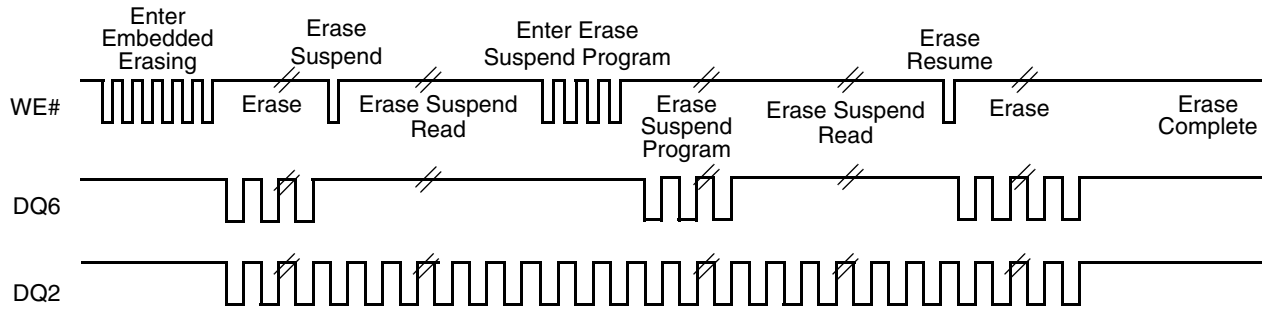 Enter
Embedded
Erasing
Erase
Suspend
Enter Erase
Suspend Program
Erase
Resume
WE#
Erase
Erase Suspend
Read
Erase
Suspend
Program
Erase Suspend
Read
Erase
Erase
Complete
DQ6
DQ2